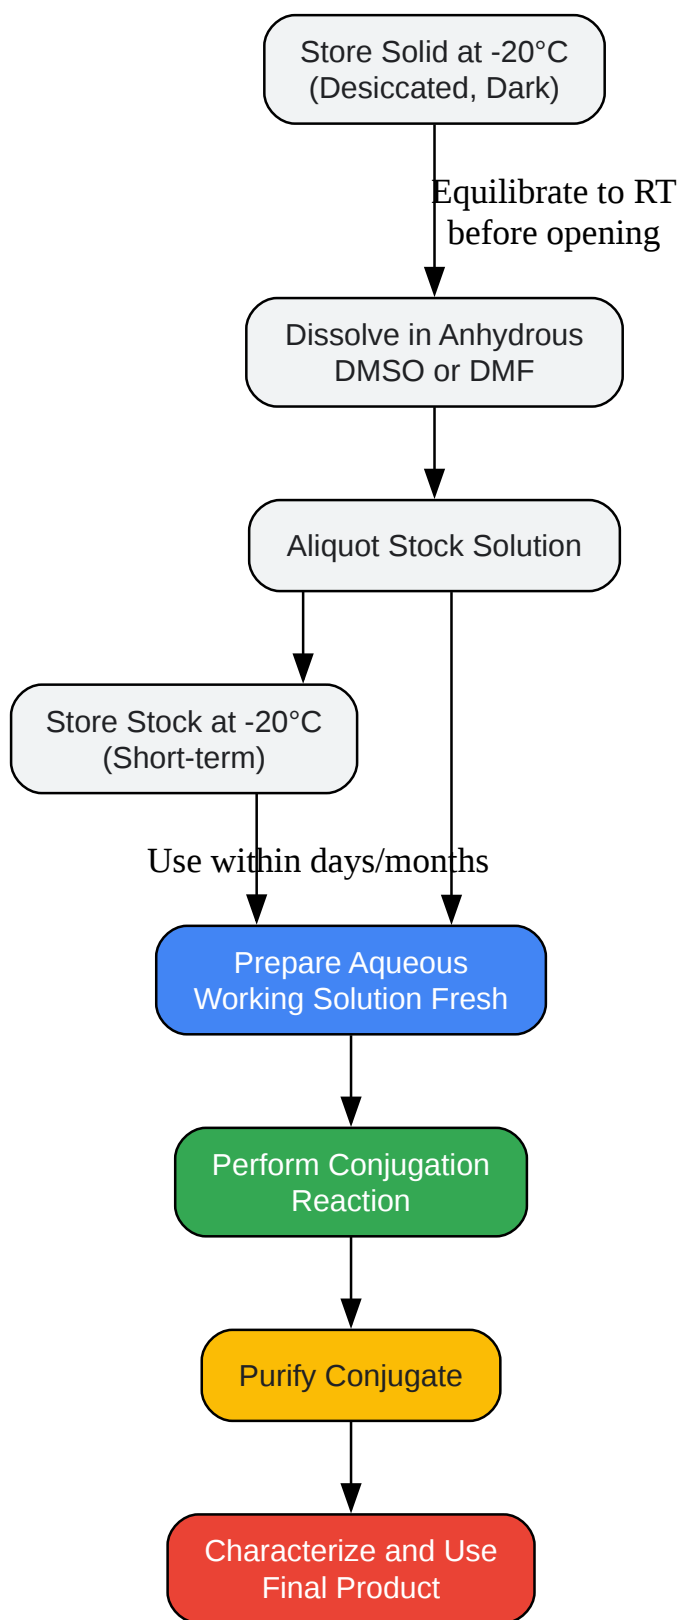 Store Solid at -20°C
(Desiccated, Dark)
Equilibrate to RT
before opening
Dissolve in Anhydrous
DMSO or DMF
Aliquot Stock Solution
Store Stock at -20°C
(Short-term)
Use within days/months
Prepare Aqueous
Working Solution Fresh
Perform Conjugation
Reaction
Purify Conjugate
Characterize and Use
Final Product